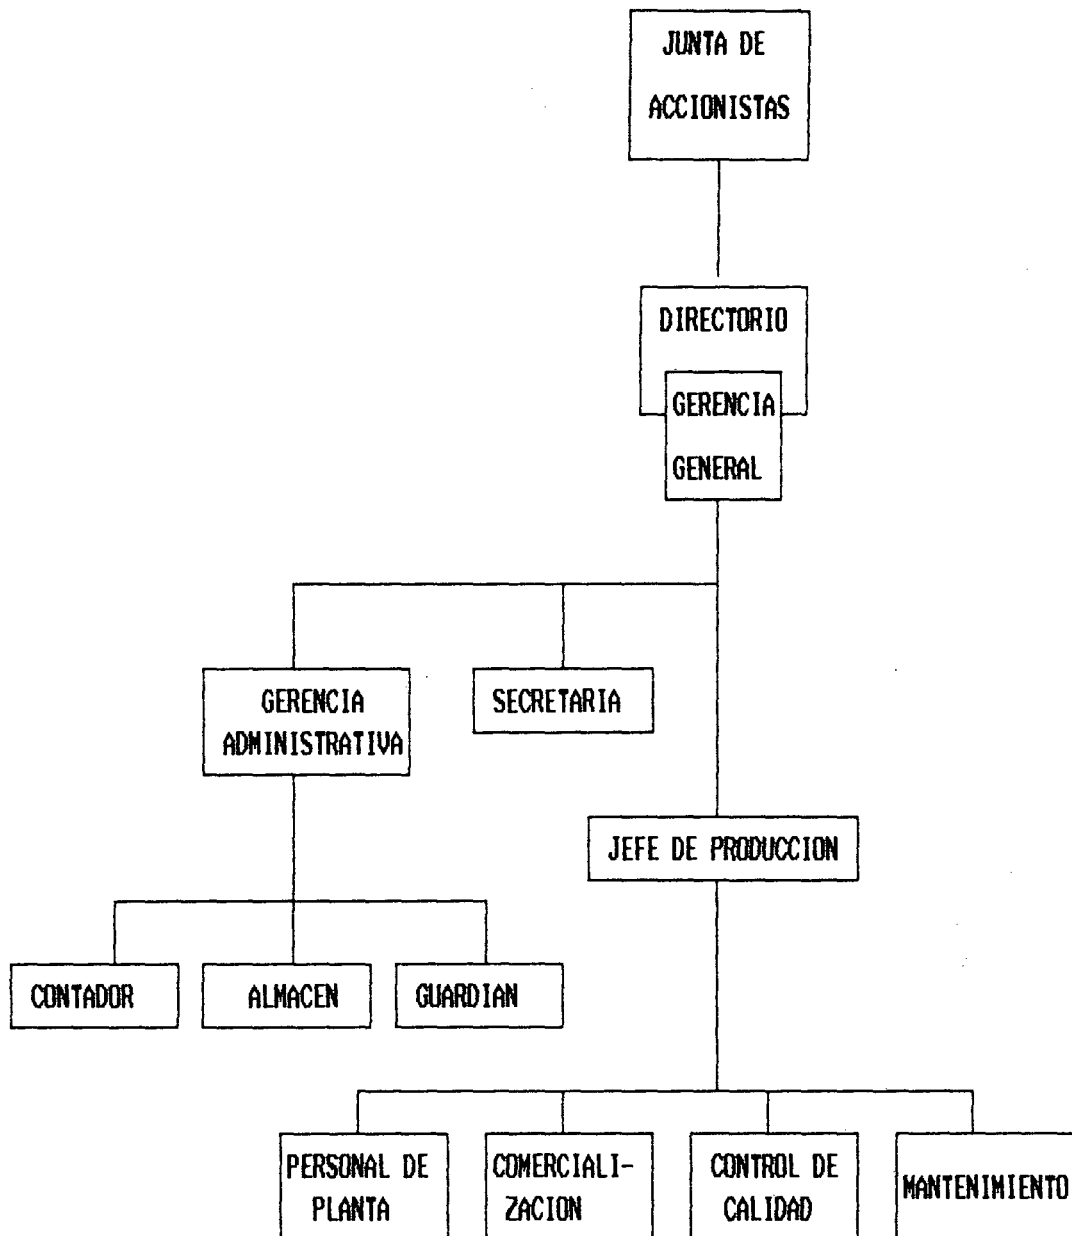 JUNTA DE
ACCIONISTAS
DIRECTORIO
GERENCIA
GENERAL
GERENCIA
ADMINISTRATIVA
SECRETARIA
JEFE DE PRODUCCION
CONTADOR
ALMACEN
GUARDIAN
PERSONAL DE
PLANTA
COMERCIALI-
ZACION
CONTROL DE
CALIDAD
MANTENIMIENTO